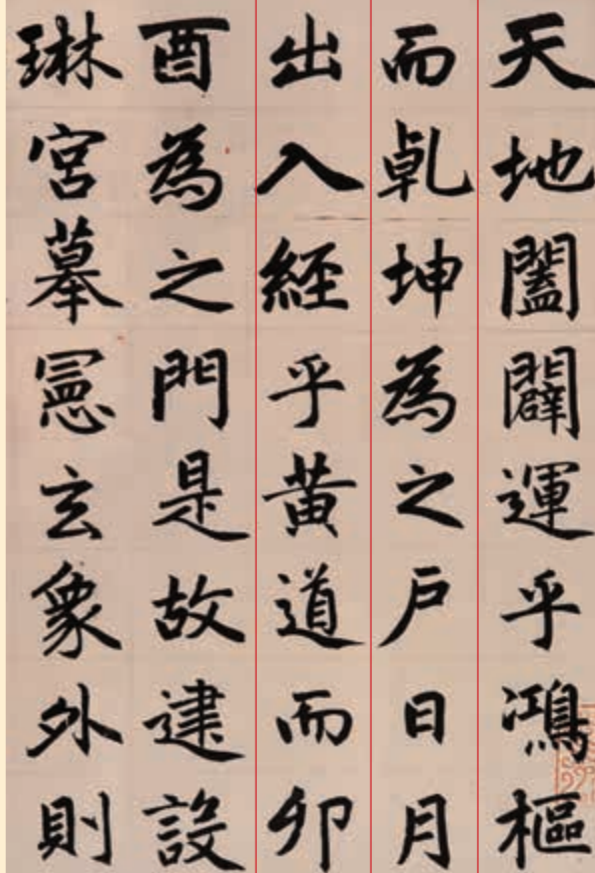 天地闔闢運乎鴻樞
而乹坤為之戶日月
出入經乎黃道而卯
酉為之門是故建設
琳宮摹憲玄象外則